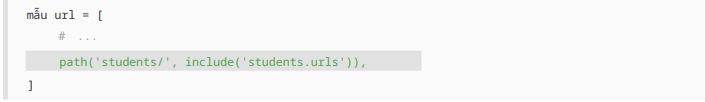 mẫu url = [
# ...
path('students/', include('students.urls')),
]